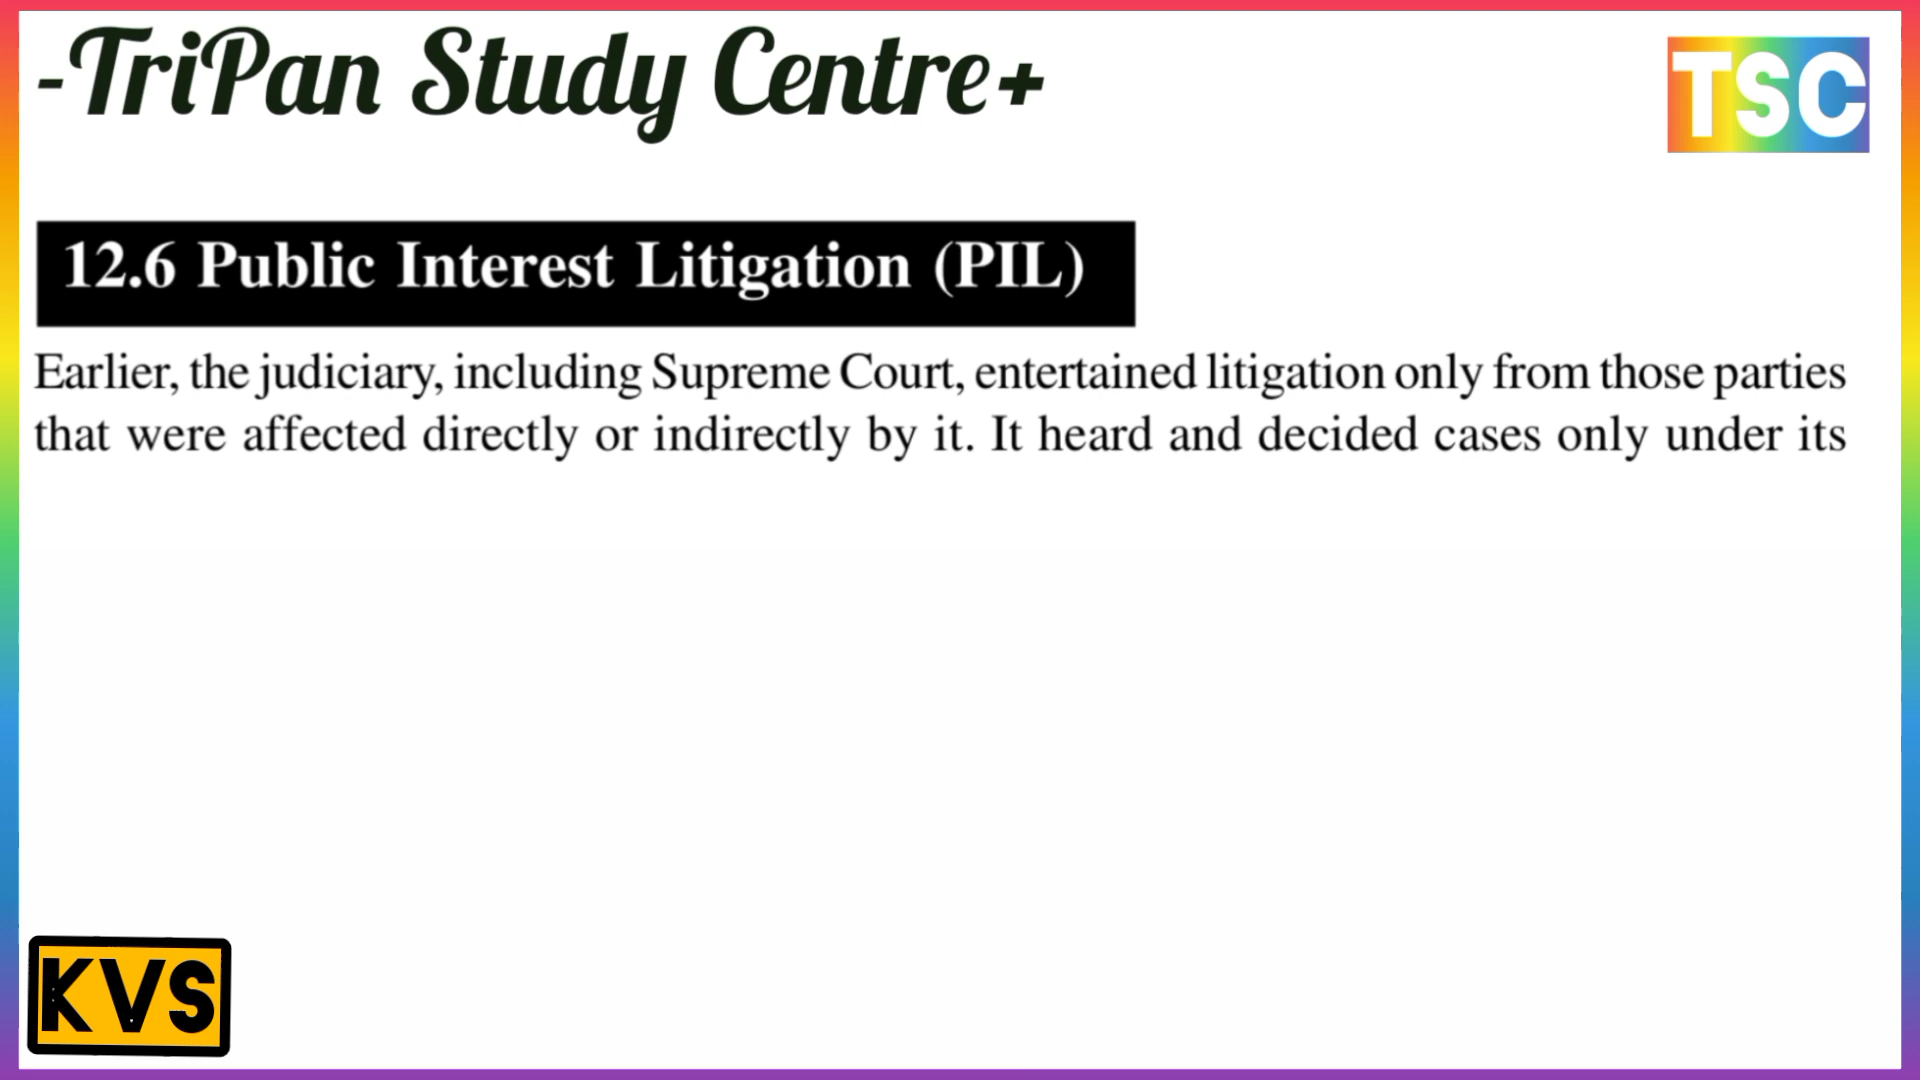 -TriPan Study Centre+
TSC
12.6 Public Interest Litigation (PIL)
Earlier, the judiciary, including Supreme Court, entertained litigation only from those parties
that were affected directly or indirectly by it. It heard and decided cases only under its
KVS